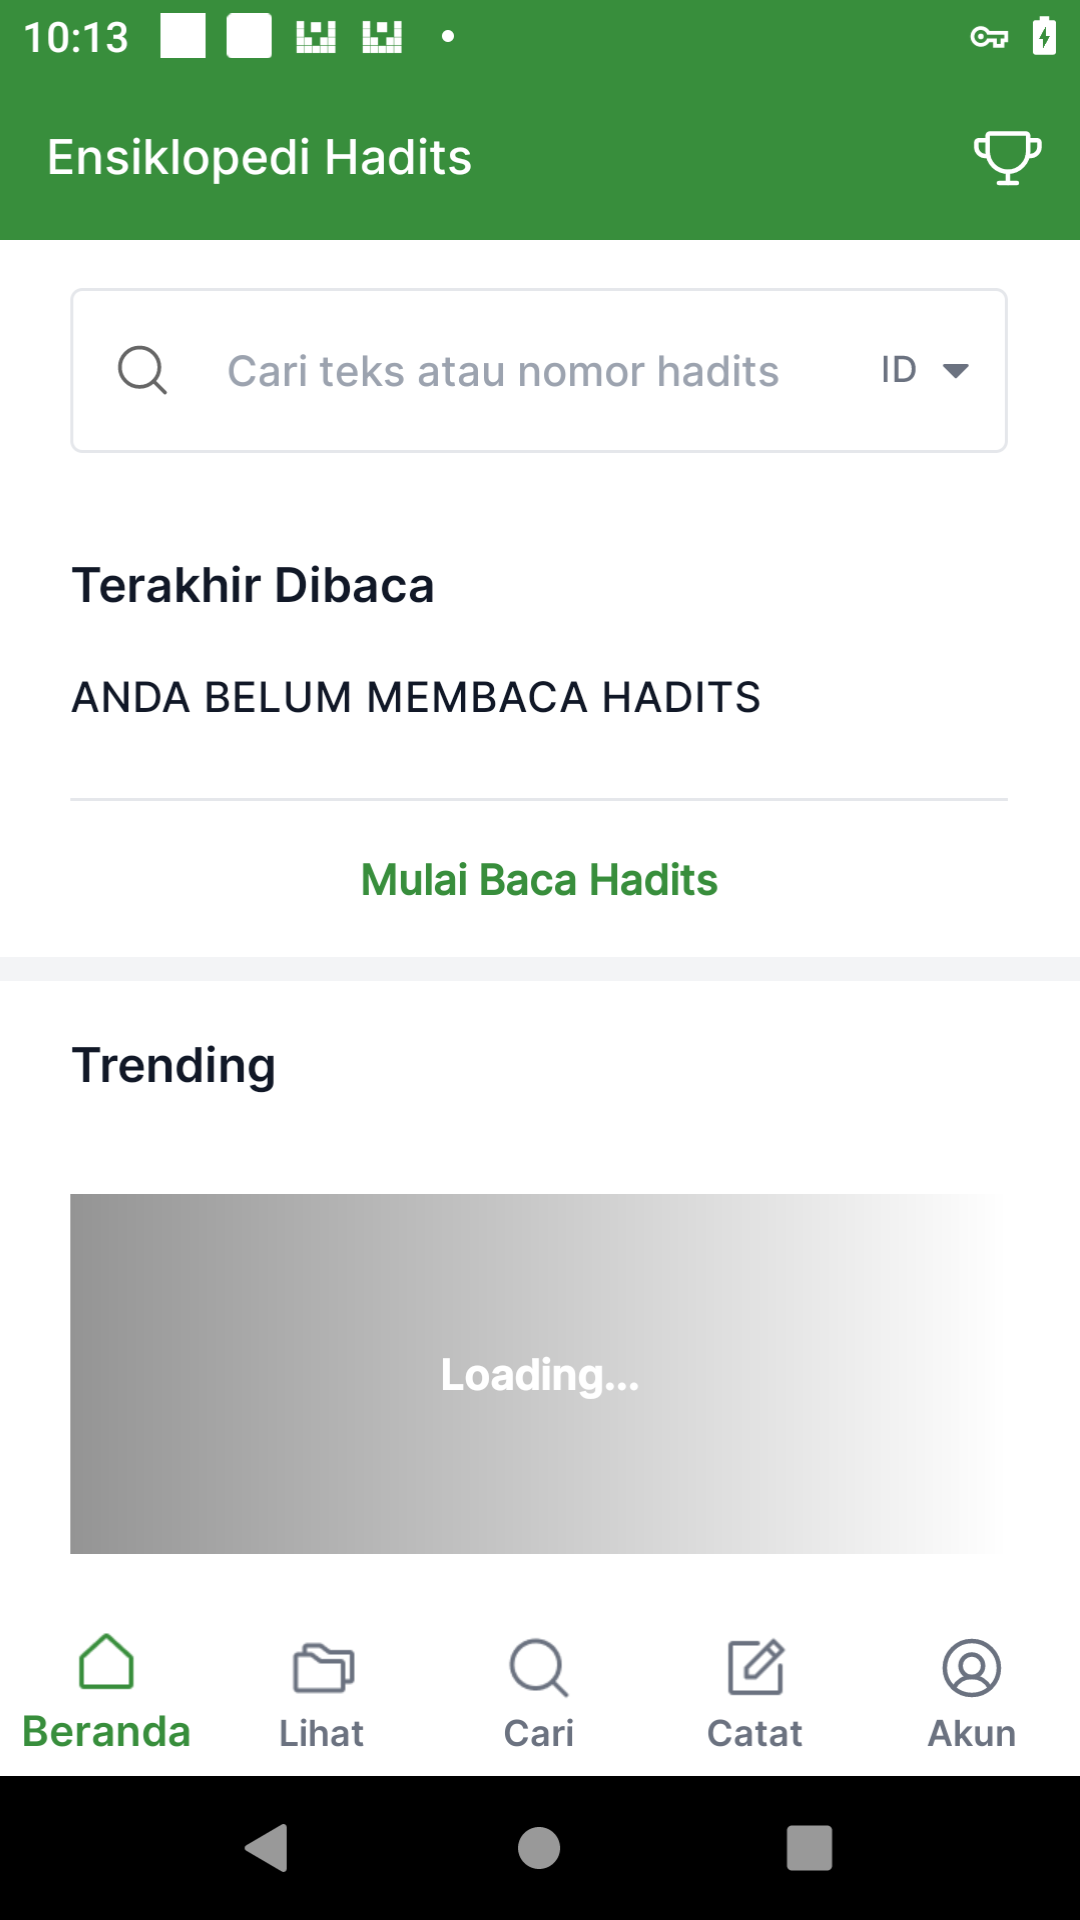 10:13
Ensiklopedi Hadits
Cari teks atau nomor hadits
ID
Terakhir Dibaca
ANDA BELUM MEMBACA HADITS
Mulai Baca Hadits
Trending
Loading...
Beranda
Lihat
Cari
Catat
Akun